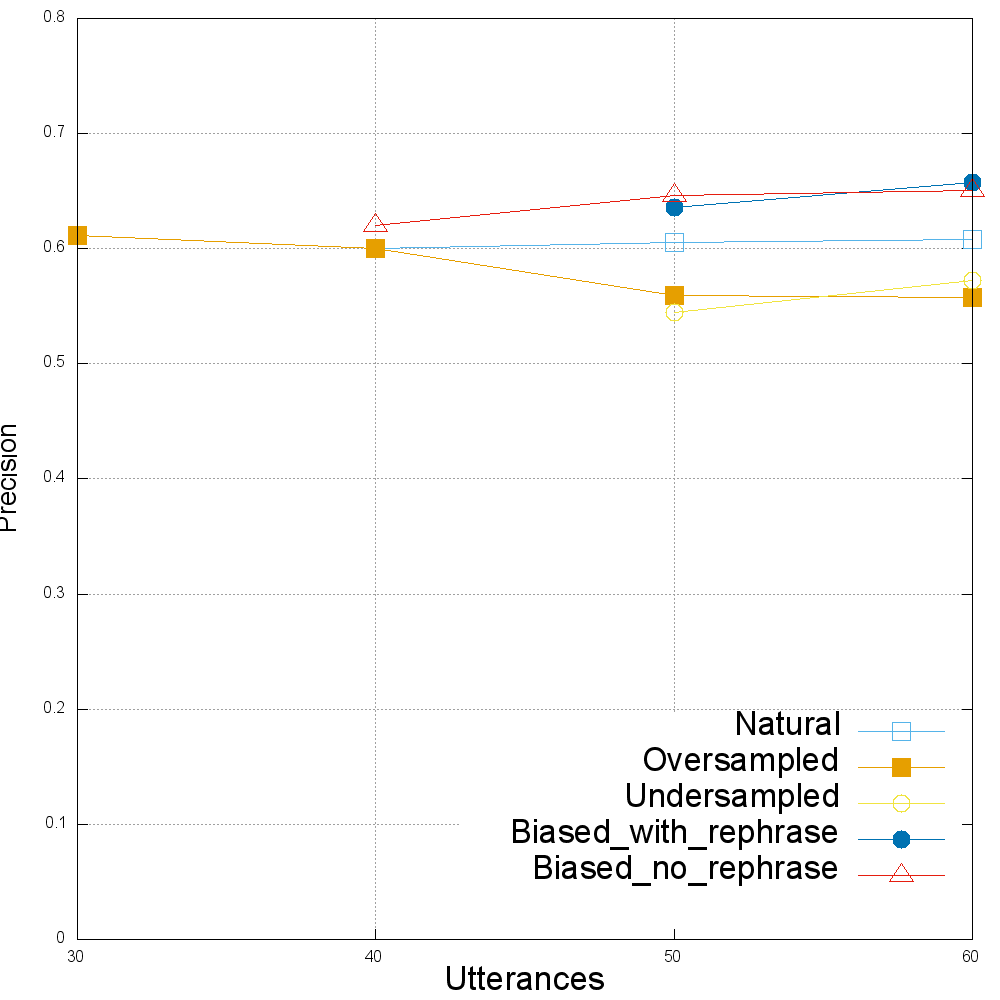 0.8
0.7
0.6
0.5
0.4
0.3
0.2
0.1
0
Precision
Natural
Oversampled
Undersampled
Biased_with_rephrase
Biased_no_rephrase
30 40 50 60
Utterances